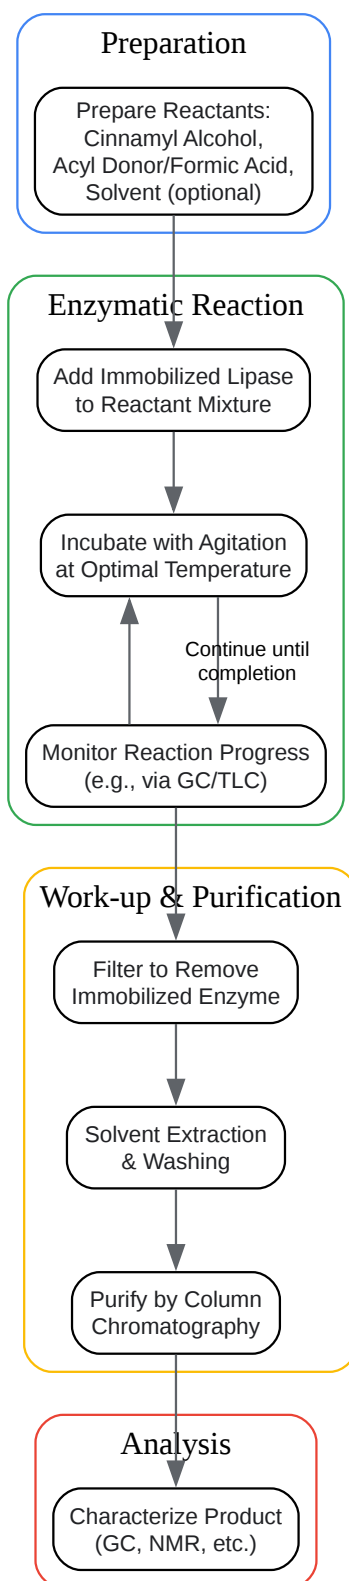 Preparation
Prepare Reactants:
Cinnamyl Alcohol,
Acyl Donor/Formic Acid,
Solvent (optional)
Enzymatic Reaction
Add Immobilized Lipase
to Reactant Mixture
Incubate with Agitation
at Optimal Temperature
Continue until
completion
Monitor Reaction Progress
(e.g., via GC/TLC)
Work-up & Purification
Filter to Remove
Immobilized Enzyme
Solvent Extraction
& Washing
Purify by Column
Chromatography
Analysis
Characterize Product
(GC, NMR, etc.)